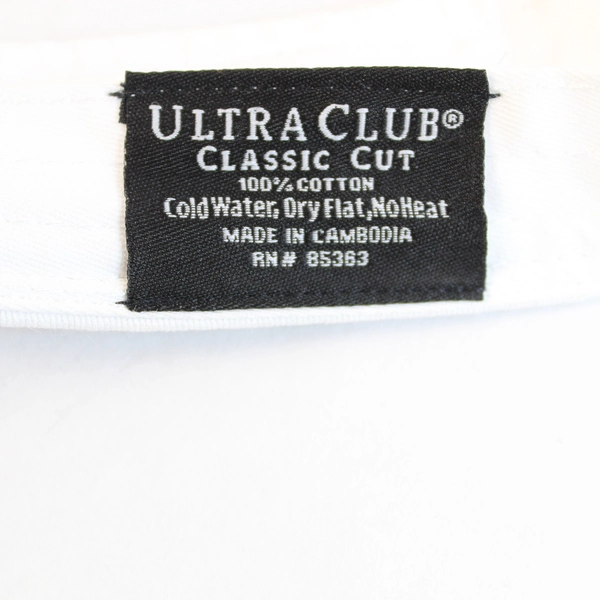 ULTRA CLUB®
CLASSIC CUT
100% COTTON
Cold Water, Dry Flat, No Heat
MADE IN CAMBODIA
RN# 85363